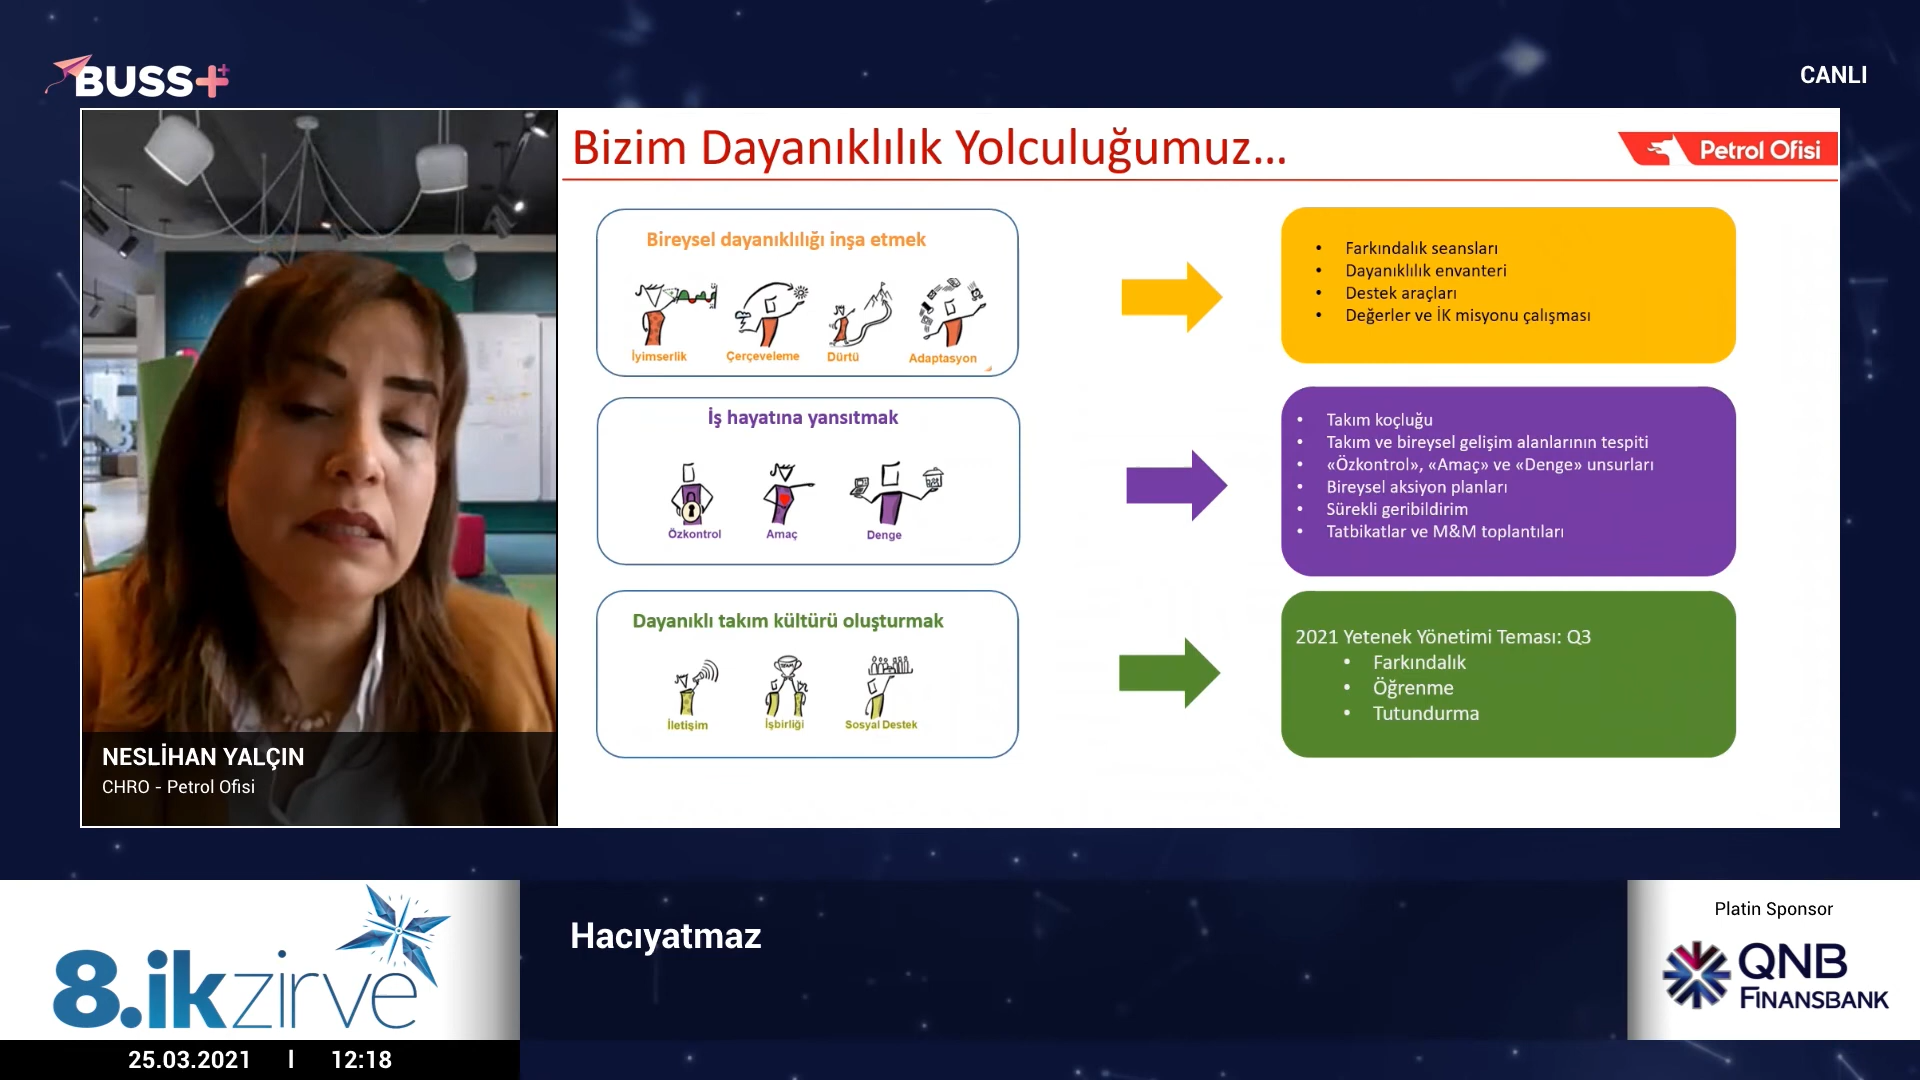 BUSS+
CANLI
Bizim Dayanıklılık Yolculuğumuz...
Petrol Ofisi
Bireysel dayanıklılığı inşa etmek
İyimserlik
Çerçeveleme
Dürtü
Adaptasyon
• Farkındalık seansları
• Dayanıklılık envanteri
• Destek araçları
• Değerler ve İK misyonu çalışması
İş hayatına yansıtmak
Özkontrol
Amaç
Denge
• Takım koçluğu
• Takım ve bireysel gelişim alanlarının tespiti
• «Özkontrol», «Amaç» ve «Denge» unsurları
• Bireysel aksiyon planları
• Sürekli geribildirim
• Tatbikatlar ve M&M toplantıları
Dayanıklı takım kültürü oluşturmak
İletişim
İşbirliği
Sosyal Destek
2021 Yetenek Yönetimi Teması: Q3
• Farkındalık
• Öğrenme
• Tutundurma
NESLİHAN YALÇIN
CHRO - Petrol Ofisi
8.ikzirve
25.03.2021 | 12:18
Hacıyatmaz
Platin Sponsor
QNB
FINANSBANK